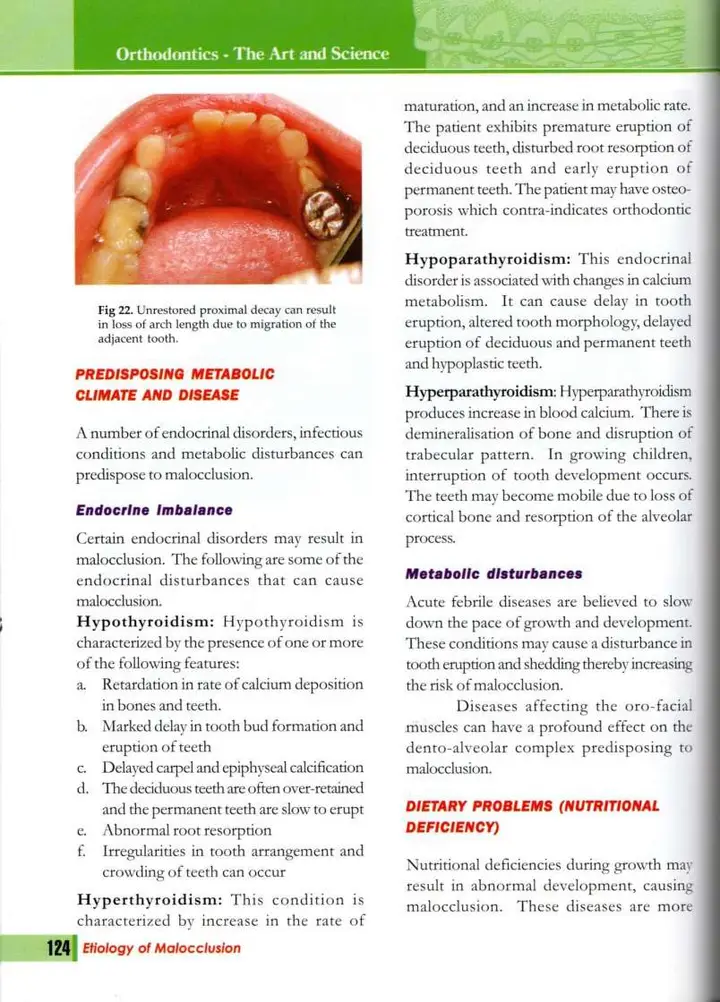 Orthodontics - The Art and Science
Fig 22. Unrestored proximal decay can result
in loss of arch length due to migration of the
adjacent tooth.
PREDISPOSING METABOLIC
CLIMATE AND DISEASE
A number of endocrinal disorders, infectious
conditions and metabolic disturbances can
predispose to malocclusion.
Endocrine Imbalance
Certain endocrinal disorders may result in
malocclusion. The following are some of the
endocrinal disturbances that can cause
malocclusion.
Hypothyroidism: Hypothyroidism is
characterized by the presence of one or more
of the following features:
a. Retardation in rate of calcium deposition
in bones and teeth.
b. Marked delay in tooth bud formation and
eruption of teeth
c. Delayed carpel and epiphyseal calcification
d. The deciduous teeth are often over-retained
and the permanent teeth are slow to erupt
e. Abnormal root resorption
f. Irregularities in tooth arrangement and
crowding of teeth can occur
Hyperthyroidism: This condition is
characterized by increase in the rate of
maturation, and an increase in metabolic rate.
The patient exhibits premature eruption of
deciduous teeth, disturbed root resorption of
deciduous teeth and early eruption of
permanent teeth. The patient may have osteo-
porosis which contra-indicates orthodontic
treatment.
Hypoparathyroidism: This endocrinal
disorder is associated with changes in calcium
metabolism. It can cause delay in tooth
eruption, altered tooth morphology, delayed
eruption of deciduous and permanent teeth
and hypoplastic teeth.
Hyperparathyroidism: Hyperparathyroidism
produces increase in blood calcium. There is
demineralisation of bone and disruption of
trabecular pattern. In growing children,
interruption of tooth development occurs.
The teeth may become mobile due to loss of
cortical bone and resorption of the alveolar
process.
Metabolic disturbances
Acute febrile diseases are believed to slow
down the pace of growth and development.
These conditions may cause a disturbance in
tooth eruption and shedding thereby increasing
the risk of malocclusion.
Diseases affecting the oro-facial
muscles can have a profound effect on the
dento-alveolar complex predisposing to
malocclusion.
DIETARY PROBLEMS (NUTRITIONAL
DEFICIENCY)
Nutritional deficiencies during growth may
result in abnormal development, causing
malocclusion. These diseases are more
124 Etiology of Malocclusion